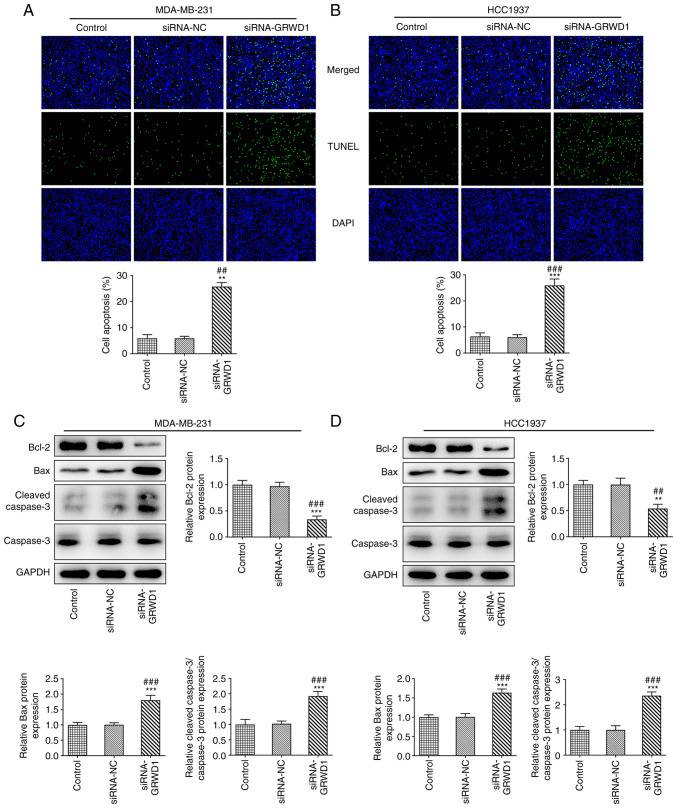 A
MDA-MB-231
Control siRNA-NC siRNA-GRWD1
B
HCC1937
Control siRNA-NC siRNA-GRWD1
Merged
TUNEL
DAPI
Cell apoptosis (%)
30
20
10
0
##
**
Control
siRNA-NC
siRNA-
GRWD1
Cell apoptosis (%)
30
20
10
0
###
***
Control
siRNA-NC
siRNA-
GRWD1
C
MDA-MB-231
Bcl-2
Bax
Cleaved
caspase-3
Caspase-3
GAPDH
Control
siRNA-NC
siRNA-
GRWD1
Relative Bcl-2 protein
expression
1.5
1.0
0.5
0.0
###
***
Control
siRNA-NC
siRNA-
GRWD1
Relative Bax protein
expression
2.5
2.0
1.5
1.0
0.5
0.0
###
***
Control
siRNA-NC
siRNA-
GRWD1
Relative cleaved caspase-3/
caspase-3 protein expression
2.5
2.0
1.5
1.0
0.5
0.0
###
***
Control
siRNA-NC
siRNA-
GRWD1
D
HCC1937
Bcl-2
Bax
Cleaved
caspase-3
Caspase-3
GAPDH
Control
siRNA-NC
siRNA-
GRWD1
Relative Bcl-2 protein
expression
1.5
1.0
0.5
0.0
##
**
Control
siRNA-NC
siRNA-
GRWD1
Relative Bax protein
expression
2.0
1.5
1.0
0.5
0.0
###
***
Control
siRNA-NC
siRNA-
GRWD1
Relative cleaved caspase-3/
caspase-3 protein expression
3
2
1
0
###
***
Control
siRNA-NC
siRNA-
GRWD1